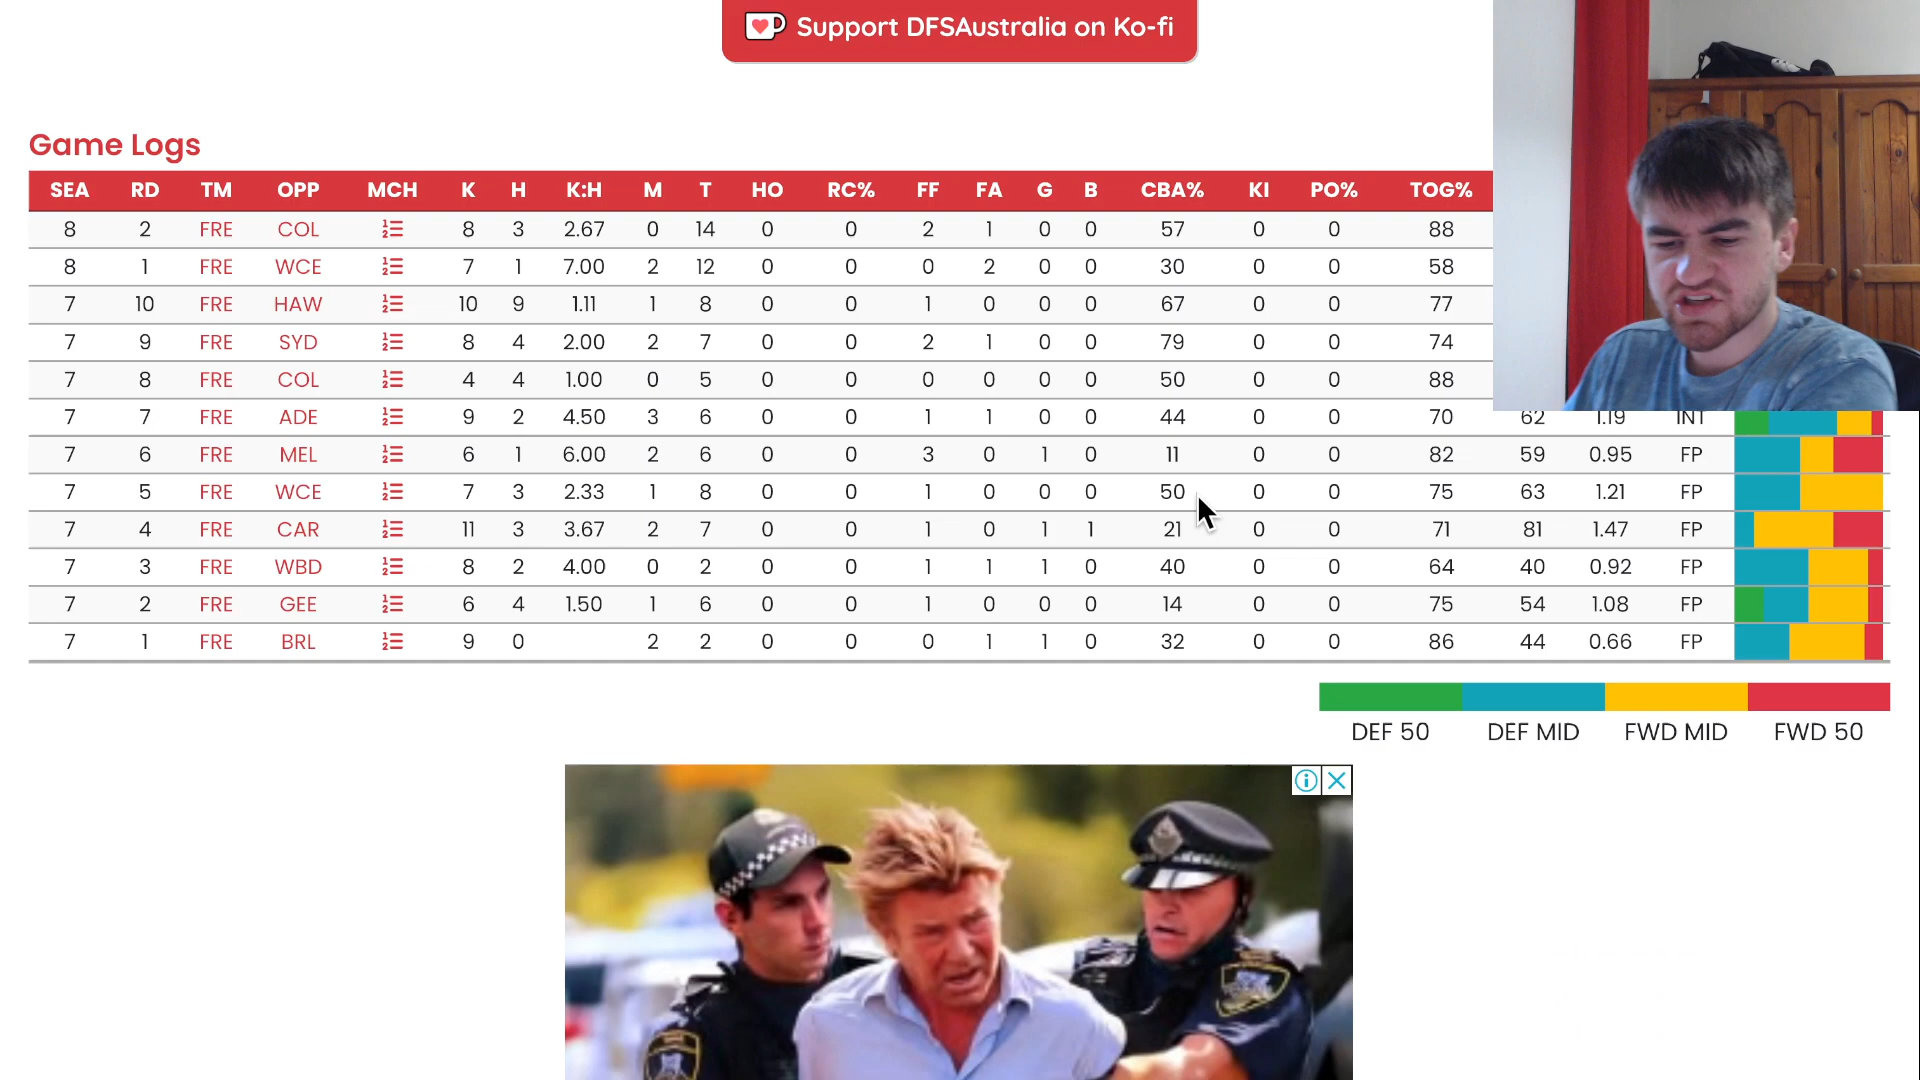 Support DFSAustralia on Ko-fi
Game Logs
SEA RD TM OPP MCH K H K:H M T HO RC% FF FA G B CBA% KI PO% TOG%
8 2 FRE COL 8 3 2.67 0 14 0 0 2 1 0 0 57 0 0 88
8 1 FRE WCE 7 1 7.00 2 12 0 0 0 2 0 0 30 0 0 58
7 10 FRE HAW 10 9 1.11 1 8 0 0 1 0 0 0 67 0 0 77
7 9 FRE SYD 8 4 2.00 2 7 0 0 2 1 0 0 79 0 0 74
7 8 FRE COL 4 4 1.00 0 5 0 0 0 0 0 0 50 0 0 88
7 7 FRE ADE 9 2 4.50 3 6 0 0 1 1 0 0 44 0 0 70 62 1.19 INT
7 6 FRE MEL 6 1 6.00 2 6 0 0 3 0 1 0 11 0 0 82 59 0.95 FP
7 5 FRE WCE 7 3 2.33 1 8 0 0 1 0 0 0 50 0 0 75 63 1.21 FP
7 4 FRE CAR 11 3 3.67 2 7 0 0 1 0 1 1 21 0 0 71 81 1.47 FP
7 3 FRE WBD 8 2 4.00 0 2 0 0 1 1 1 0 40 0 0 64 40 0.92 FP
7 2 FRE GEE 6 4 1.50 1 6 0 0 1 0 0 0 14 0 0 75 54 1.08 FP
7 1 FRE BRL 9 0 2 2 0 0 0 1 1 0 32 0 0 86 44 0.66 FP
DEF 50 DEF MID FWD MID FWD 50